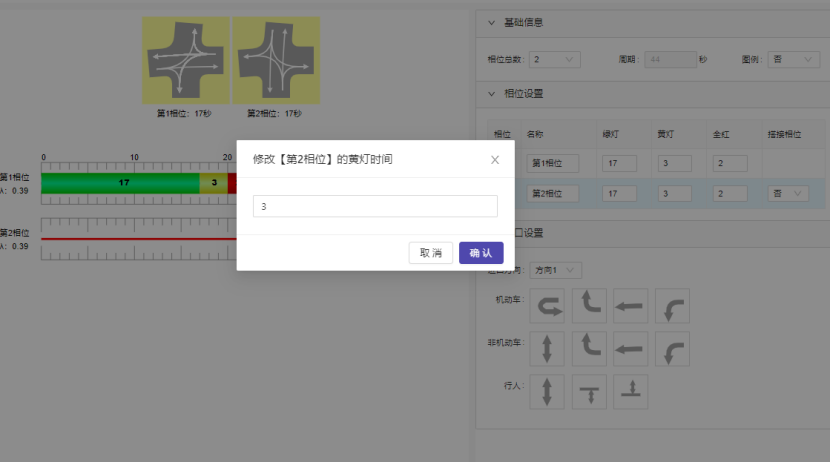 第1相位：17秒 第2相位：17秒
0 10 20
第1相位
λ: 0.39
17 3
第2相位
λ: 0.39
修改【第2相位】的黄灯时间
3
取 消 确 认
基础信息
相位总数: 2 周期: 44 秒 图例: 否
相位设置
相位 名称 绿灯 黄灯 全红 搭接相位
第1相位 17 3 2
第2相位 17 3 2 否
口设置
方向: 方向1
机动车:
非机动车:
行人: